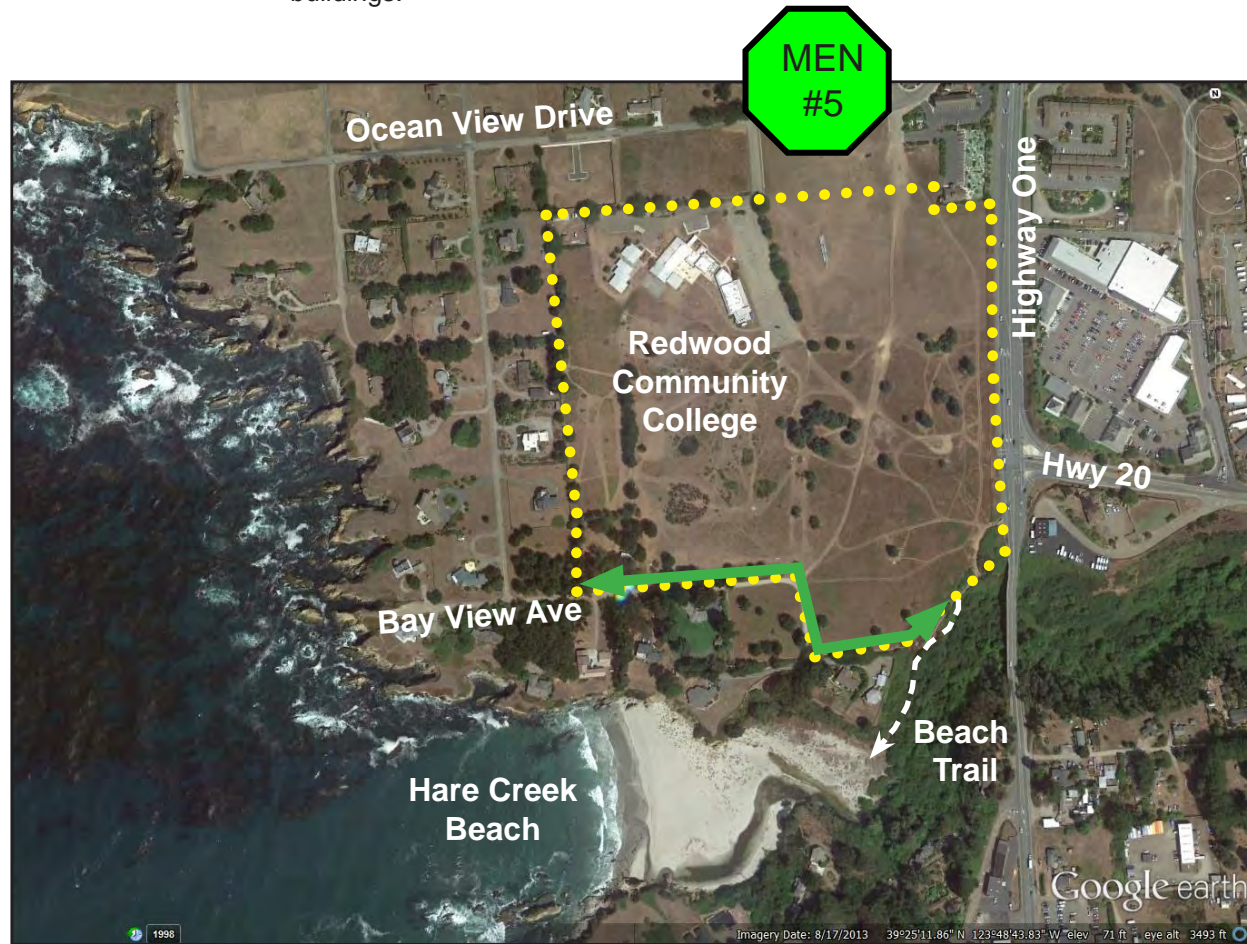 buildings.
MEN
#5
N
Ocean View Drive
Highway One
Redwood
Community
College
Hwy 20
Bay View Ave
Beach
Trail
Hare Creek
Beach
Google earth
1998
Imagery Date: 8/17/2013 39°25'11.86" N 123°48'43.83" W elev 71 ft eye alt 3493 ft